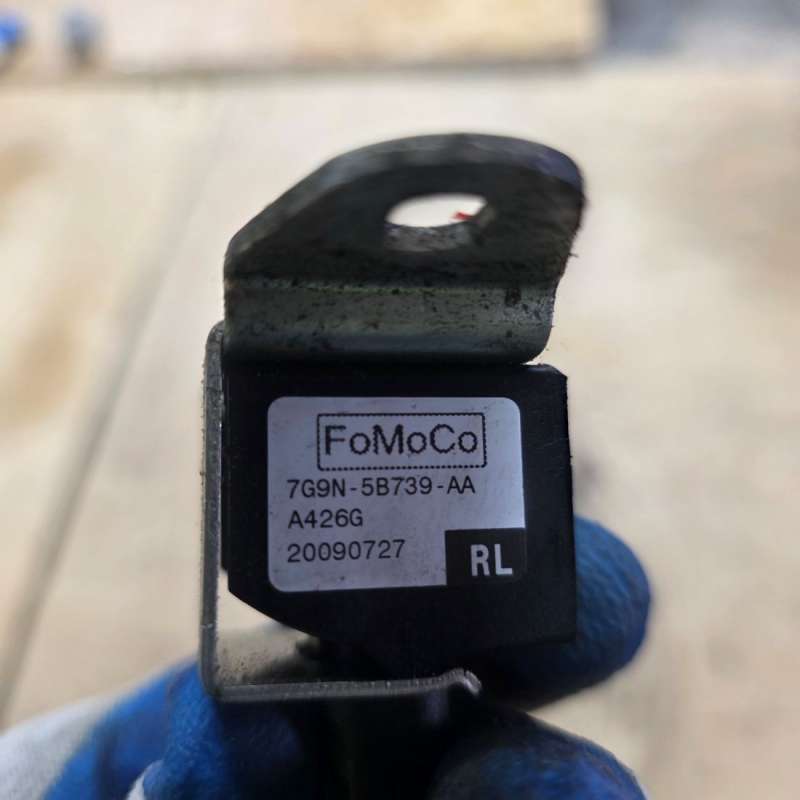 FoMoCo
7G9N-5B739-AA
A426G
20090727
RL